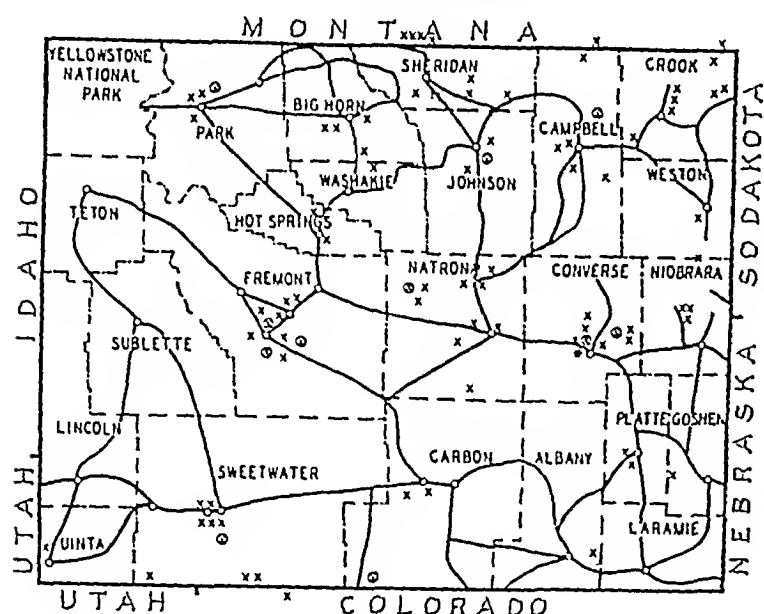 MONTANA
YELLOWSTONE
NATIONAL
PARK
SHERIDAN
CROOK
BIG HORN
PARK
CAMPBELL
WASHAKIE
JOHNSON
WESTON
TETON
HOT SPRINGS
FREMONT
NATRONA
CONVERSE
NIOBRARA
SUBLETTE
LINCOLN
PLATTE
GOSHEN
SWEETWATER
CARBON
ALBANY
LARAMIE
UINTA
IDAHO
UTAH
UTAH
COLORADO
NEBRASKA
SO DAKOTA